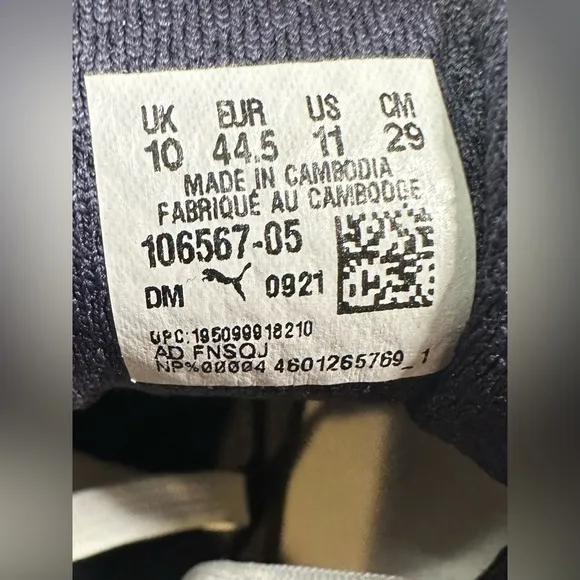 UK EUR US CM
10 44.5 11 29
MADE IN CAMBODIA
FABRIQUÉ AU CAMBODGE
106567-05
DM 0921
UPC:195099918210
AD FNSQJ
NP%00004 4601265769_1